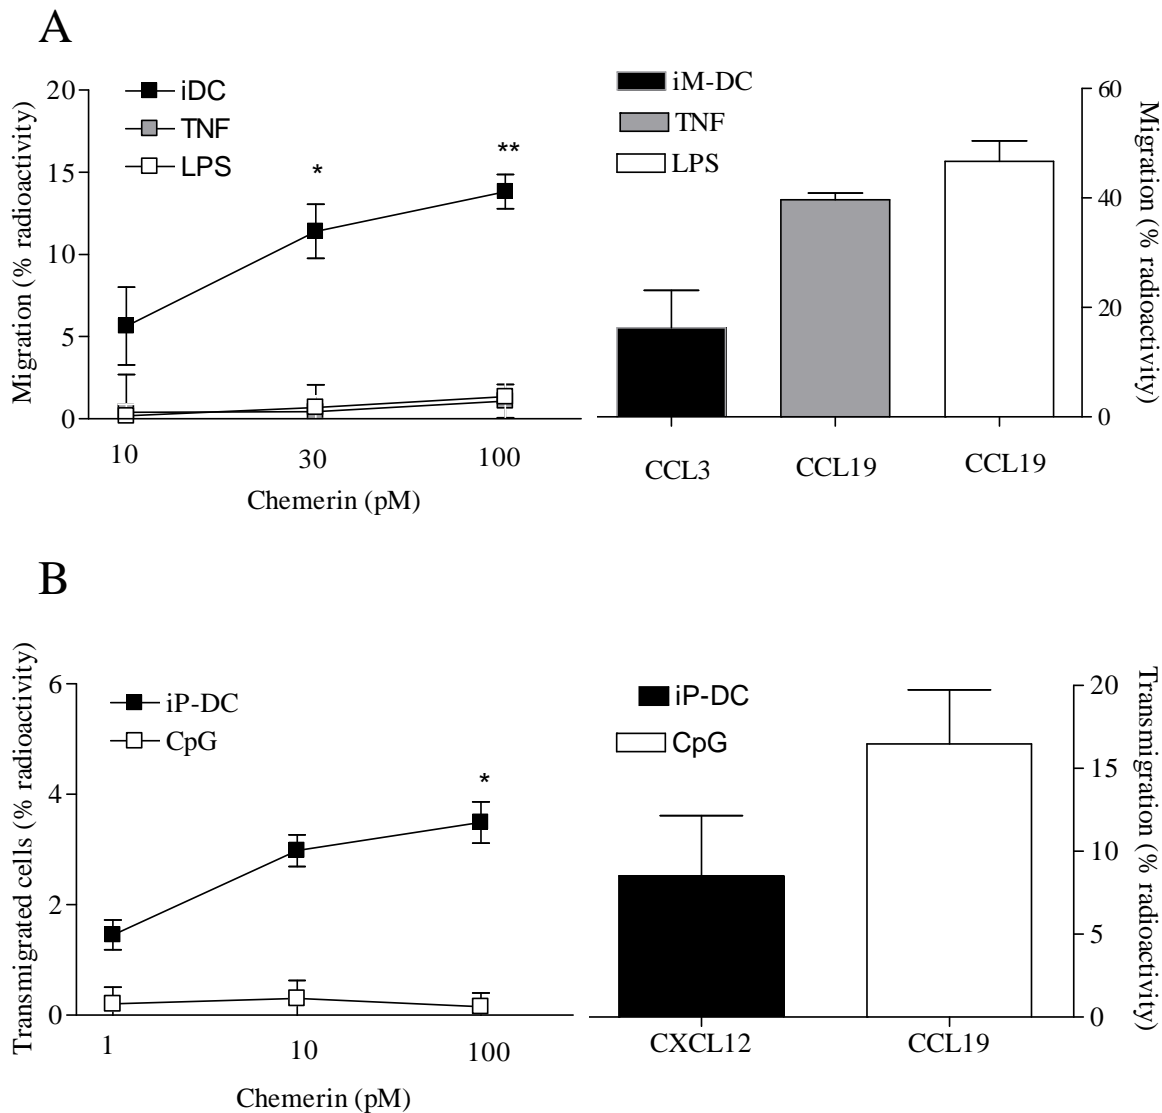 A
Migration (% radioactivity)
20
15
10
5
0
iDC
TNF
LPS
*
**
10
30
100
Chemerin (pM)
iM-DC
TNF
LPS
60
40
20
0
Migration (% radioactivity)
CCL3
CCL19
CCL19
B
Transmigrated cells (% radioactivity)
6
4
2
0
iP-DC
CpG
*
1
10
100
Chemerin (pM)
iP-DC
CpG
20
15
10
5
0
Transmigration (% radioactivity)
CXCL12
CCL19